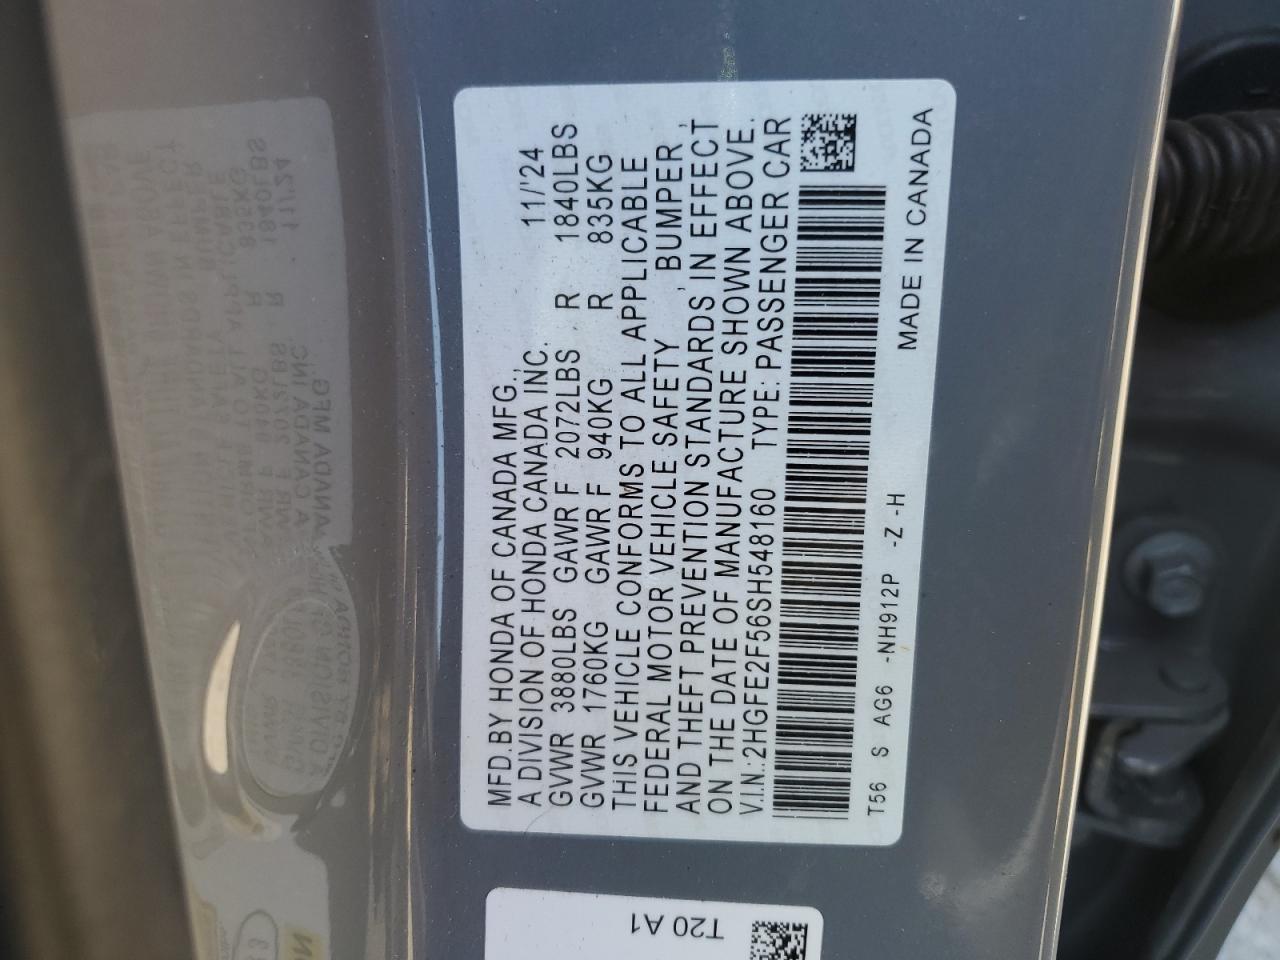 MFD.BY HONDA OF CANADA MFG.,
A DIVISION OF HONDA CANADA INC. 11/'24
GVWR 3880LBS GAWR F 2072LBS R 1840LBS
GVWR 1760KG GAWR F 940KG R 835KG
THIS VEHICLE CONFORMS TO ALL APPLICABLE
FEDERAL MOTOR VEHICLE SAFETY , BUMPER ,
AND THEFT PREVENTION STANDARDS IN EFFECT
ON THE DATE OF MANUFACTURE SHOWN ABOVE.
V.I.N.:2HGFE2F56SH548160 TYPE: PASSENGER CAR
T56 S AG6 -NH912P -Z -H
MADE IN CANADA
T20 A1